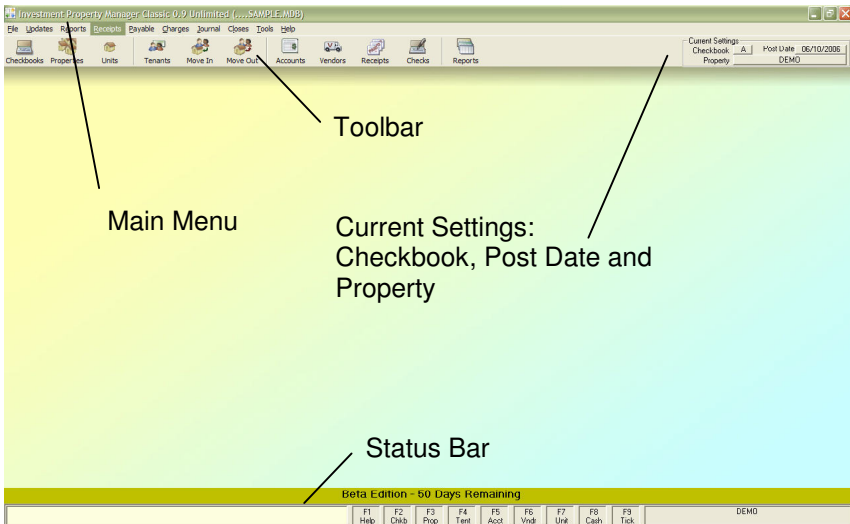 Investment Property Manager Classic 0.9 Unlimited (....SAMPLE.MDB)
File Updates Reports Receipts Payable Charges Journal Closes Tools Help
Checkbooks Properties Units Tenants Move In Move Out Accounts Vendors Receipts Checks Reports
Current Settings
Checkbook A Post Date 06/10/2006
Property DEMO
Toolbar
Main Menu
Current Settings:
Checkbook, Post Date and
Property
Status Bar
Beta Edition - 50 Days Remaining
F1 F2 F3 F4 F5 F6 F7 F8 F9
Help Chkb Prop Tent Acct Vndr Unit Cash Tick
DEMO